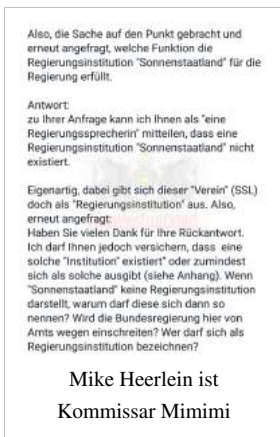 Also, die Sache auf den Punkt gebracht und
erneut angefragt, welche Funktion die
Regierungsinstitution "Sonnenstaatland" für die
Regierung erfüllt.
Antwort:
zu Ihrer Anfrage kann ich Ihnen als "eine
Regierungssprecherin" mitteilen, dass eine
Regierungsinstitution "Sonnenstaatland" nicht
existiert.
Eigenartig, dabei gibt sich dieser "Verein" (SSL)
doch als "Regierungsinstitution" aus. Also,
erneut angefragt:
Haben Sie vielen Dank für Ihre Rückantwort.
Ich darf Ihnen jedoch versichern, dass eine
solche "Institution" existiert" oder zumindest
sich als solche ausgibt (siehe Anhang). Wenn
"Sonnenstaatland" keine Regierungsinstitution
darstellt, warum darf diese sich dann so
nennen? Wird die Bundesregierung hier von
Amts wegen einschreiten? Wer darf sich als
Regierungsinstitution bezeichnen?
Mike Heerlein ist
Kommissar Mimimi